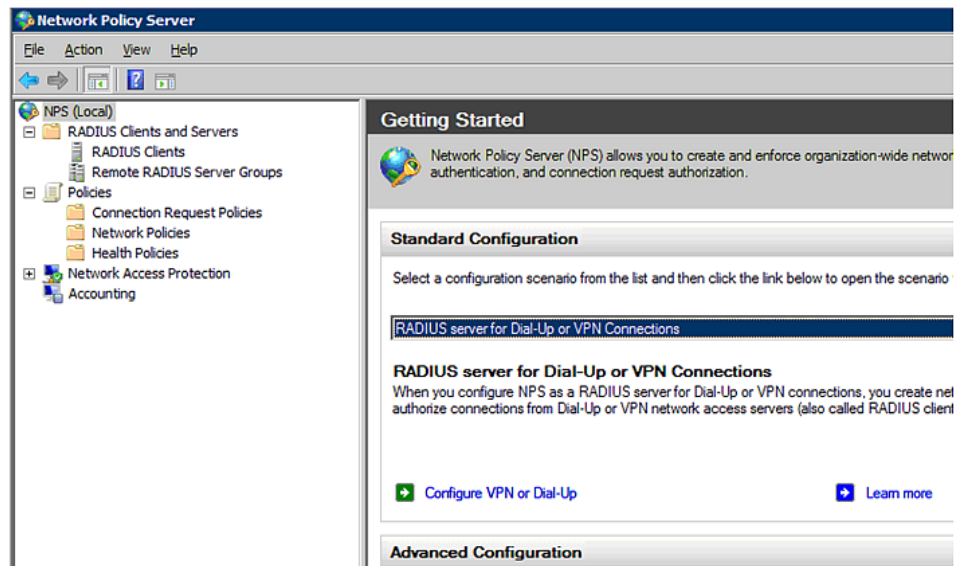 Network Policy Server
File Action View Help
NPS (Local)
RADIUS Clients and Servers
RADIUS Clients
Remote RADIUS Server Groups
Policies
Connection Request Policies
Network Policies
Health Policies
Network Access Protection
Accounting
Getting Started
Network Policy Server (NPS) allows you to create and enforce organization-wide networ
authentication, and connection request authorization.
Standard Configuration
Select a configuration scenario from the list and then click the link below to open the scenario
RADIUS server for Dial-Up or VPN Connections
RADIUS server for Dial-Up or VPN Connections
When you configure NPS as a RADIUS server for Dial-Up or VPN connections, you create net
authorize connections from Dial-Up or VPN network access servers (also called RADIUS client
Configure VPN or Dial-Up Learn more
Advanced Configuration